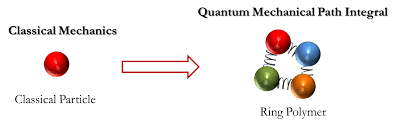 Quantum Mechanical Path Integral
Classical Mechanics
Classical Particle
Ring Polymer